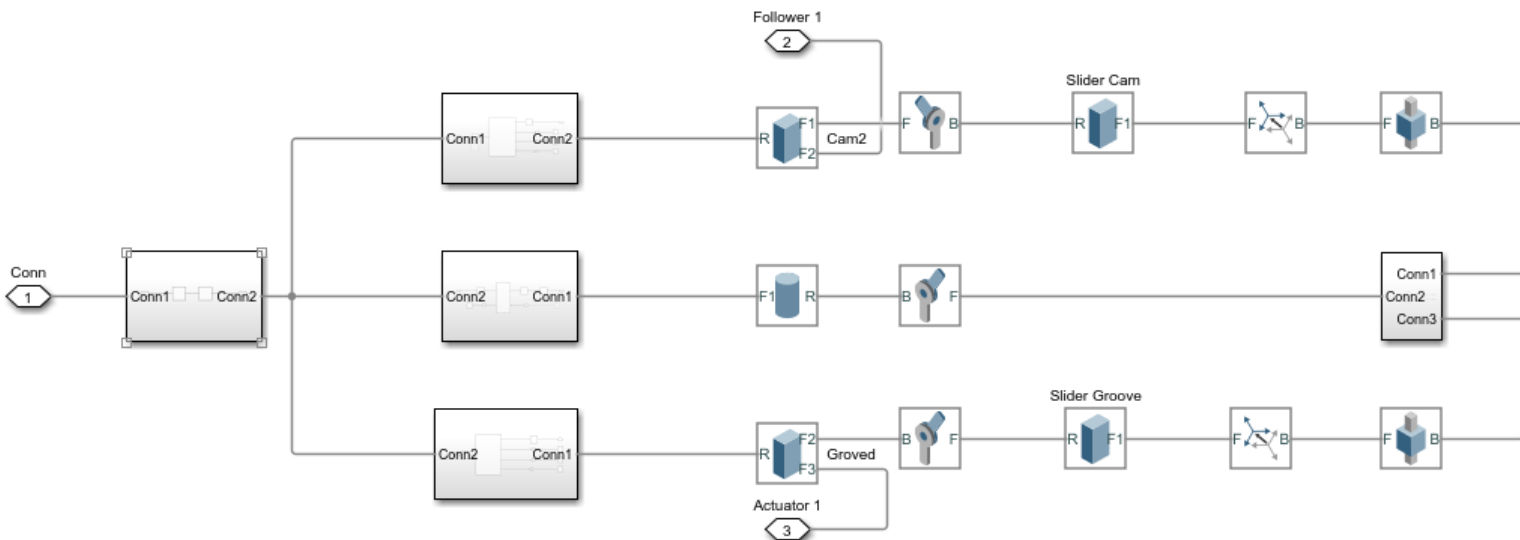 Follower 1
2
Slider Cam
Conn1 Conn2
R F1 F2
Cam2
F B
R F1
F B
F B
Conn
1
Conn1 Conn2
Conn2 Conn1
F1 R
B F
Conn1
Conn2
Conn3
Slider Groove
Conn2 Conn1
R F2 F3
Groved
B F
R F1
F B
F B
Actuator 1
3